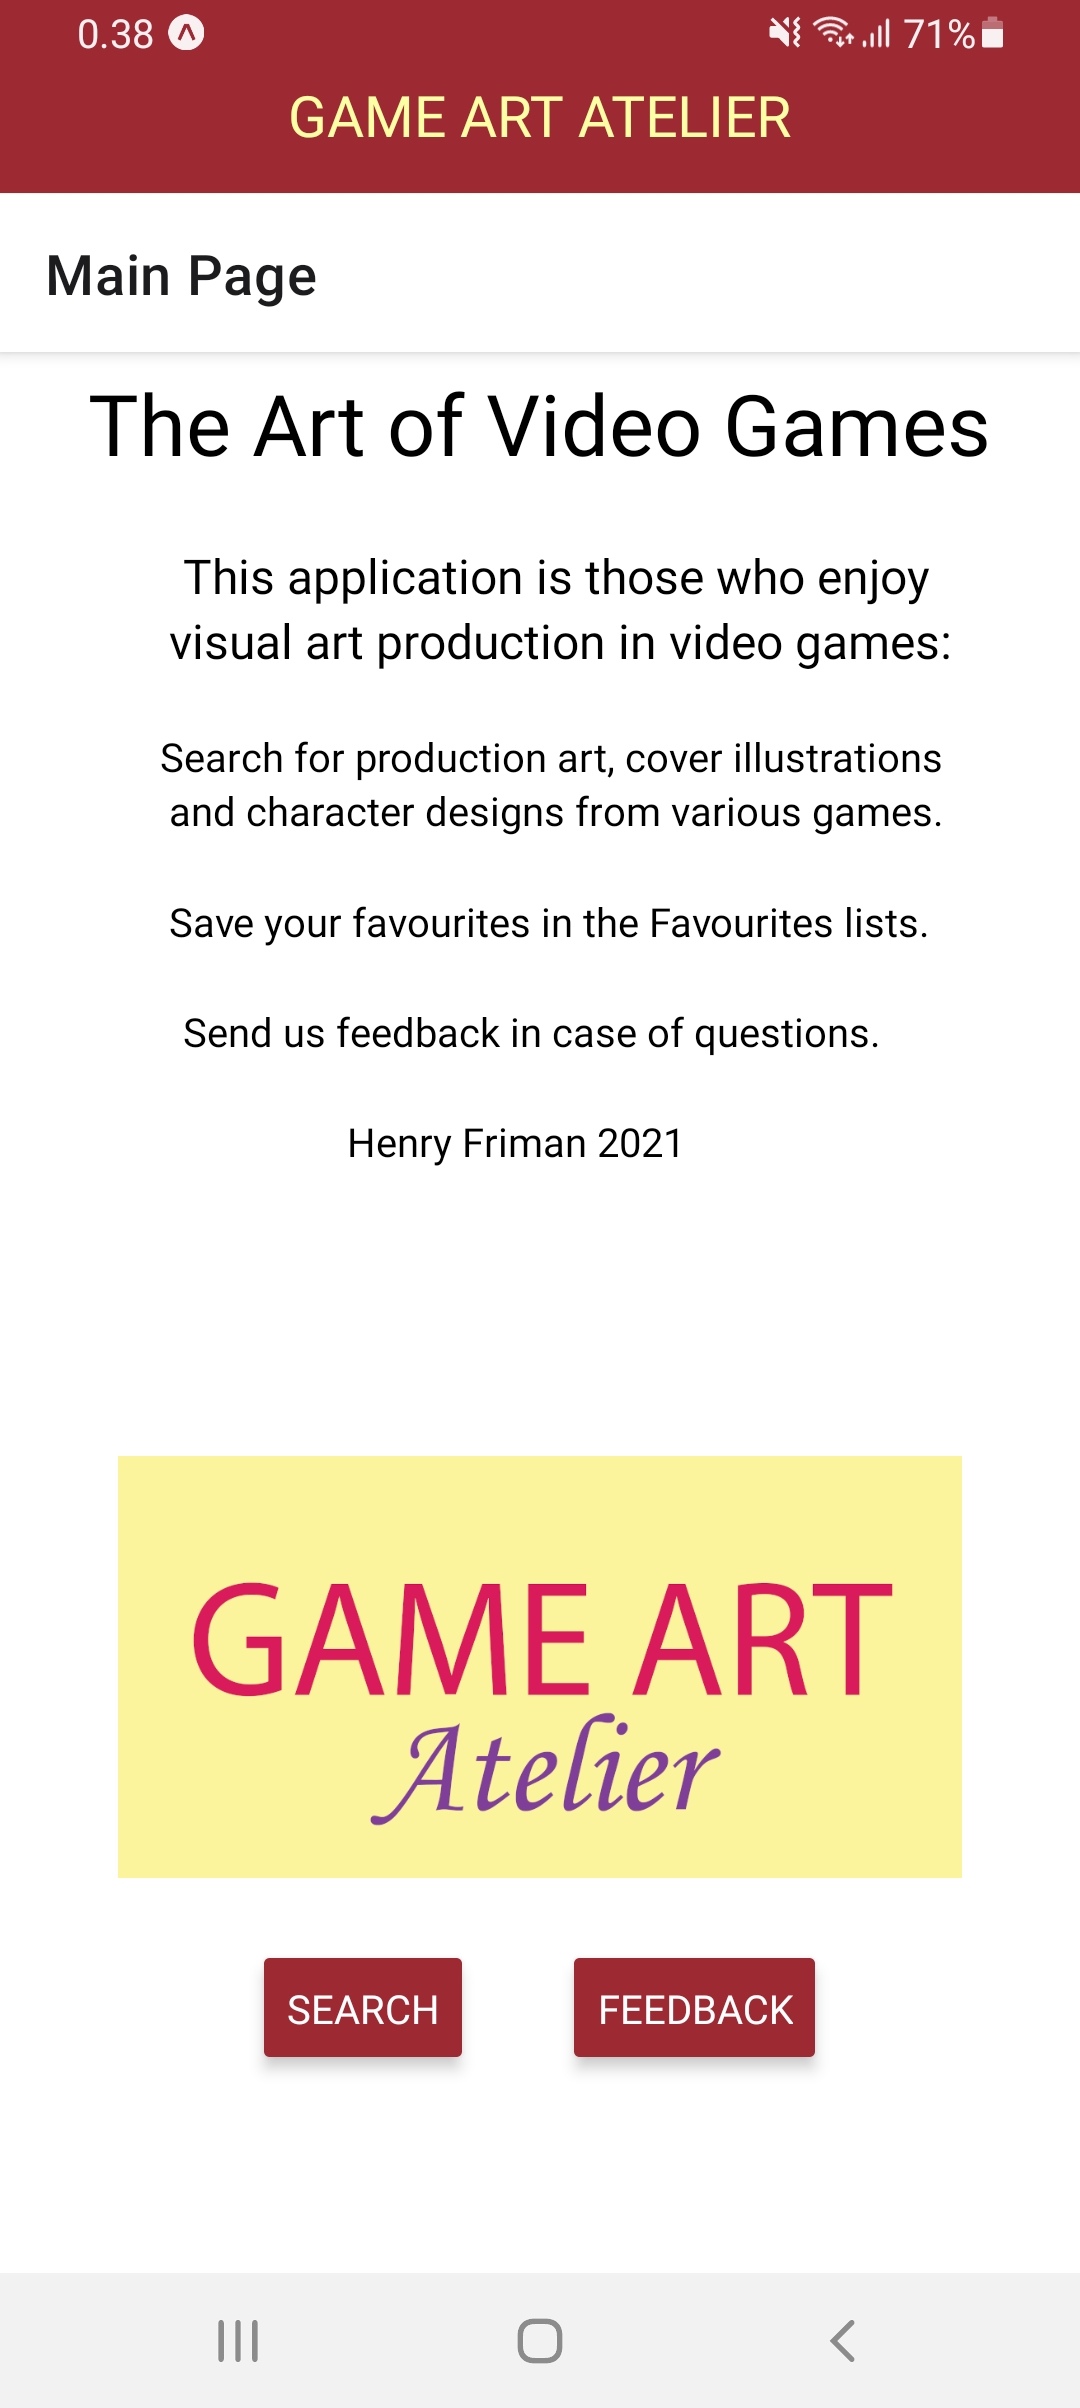 0.38 71%
GAME ART ATELIER
Main Page
The Art of Video Games
This application is those who enjoy
visual art production in video games:
Search for production art, cover illustrations
and character designs from various games.
Save your favourites in the Favourites lists.
Send us feedback in case of questions.
Henry Friman 2021
GAME ART
Atelier
SEARCH FEEDBACK